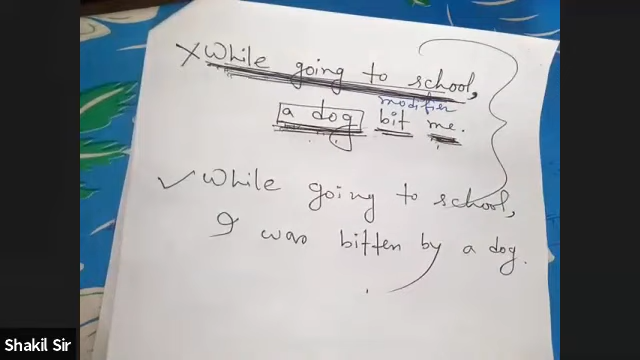 While going to school,
modifier
a dog bit me.
While going to school,
I was bitten by a dog.
Shakil Sir